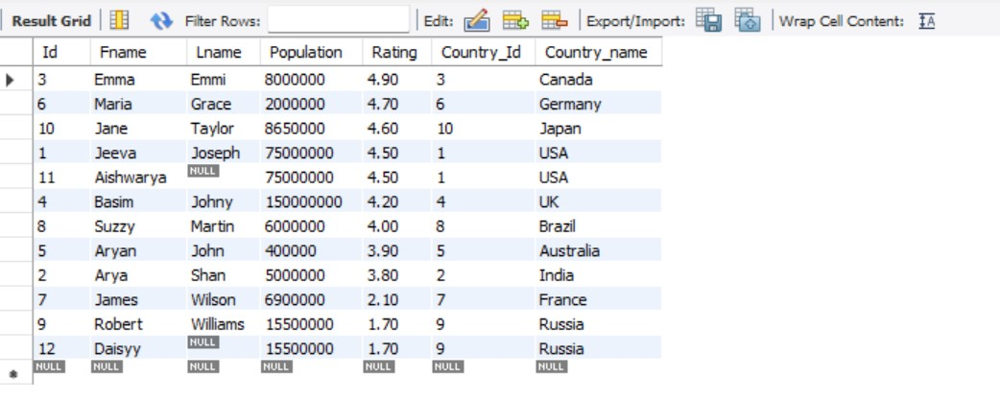 Result Grid Filter Rows: Edit: Export/Import: Wrap Cell Content: IA
Id Fname Lname Population Rating Country_Id Country_name
3 Emma Emmi 8000000 4.90 3 Canada
6 Maria Grace 2000000 4.70 6 Germany
10 Jane Taylor 8650000 4.60 10 Japan
1 Jeeva Joseph 75000000 4.50 1 USA
11 Aishwarya NULL 75000000 4.50 1 USA
4 Basim Johny 150000000 4.20 4 UK
8 Suzzy Martin 6000000 4.00 8 Brazil
5 Aryan John 400000 3.90 5 Australia
2 Arya Shan 5000000 3.80 2 India
7 James Wilson 6900000 2.10 7 France
9 Robert Williams 15500000 1.70 9 Russia
12 Daisyy NULL 15500000 1.70 9 Russia
NULL NULL NULL NULL NULL NULL NULL